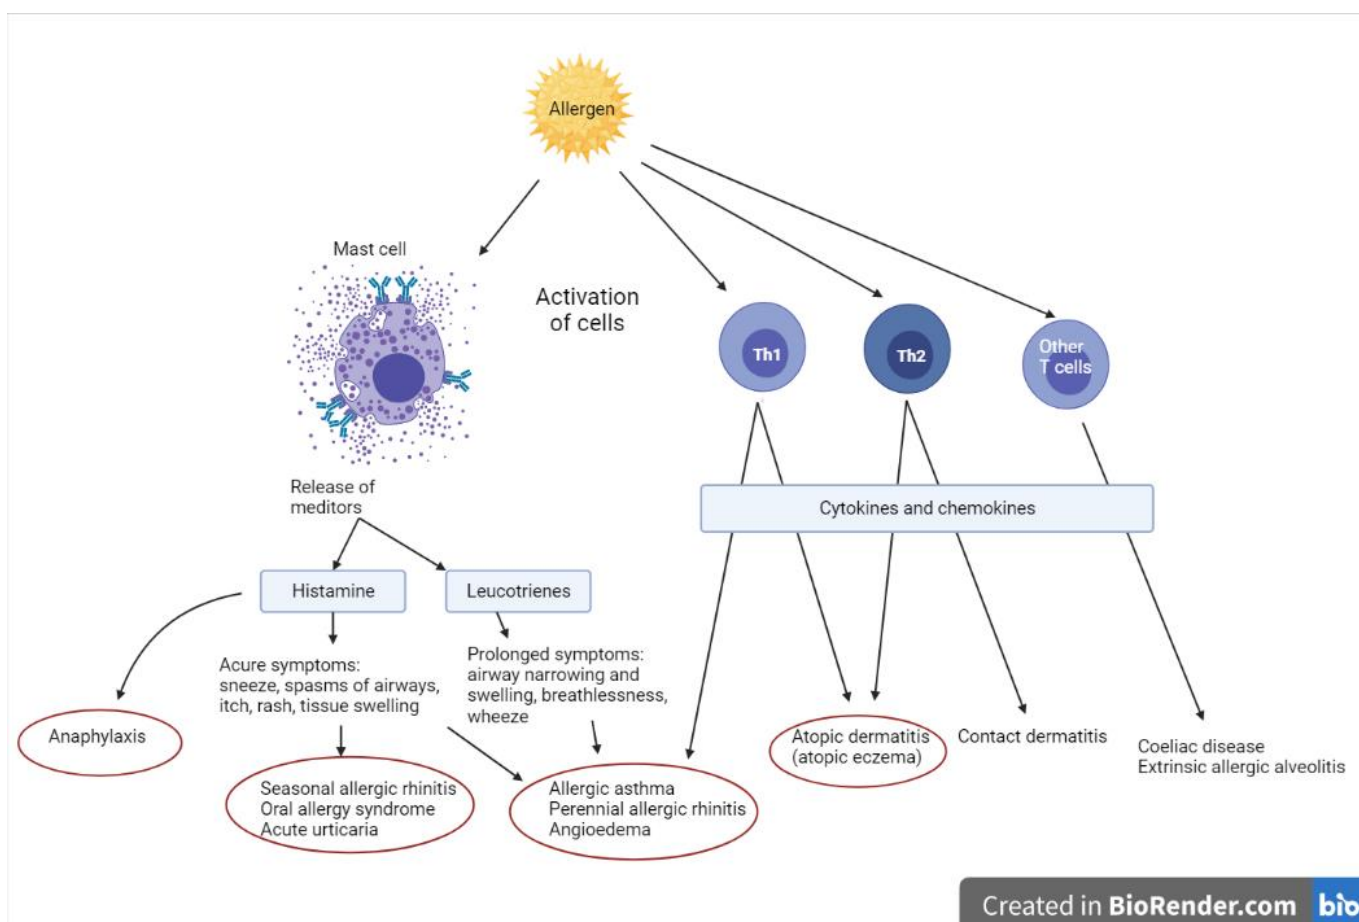 Allergen
Mast cell
Activation
of cells
Th1
Th2
Other
T cells
Release of
meditors
Cytokines and chemokines
Histamine
Leucotrienes
Acure symptoms:
sneeze, spasms of airways,
itch, rash, tissue swelling
Prolonged symptoms:
airway narrowing and
swelling, breathlessness,
wheeze
Anaphylaxis
Seasonal allergic rhinitis
Oral allergy syndrome
Acute urticaria
Allergic asthma
Perennial allergic rhinitis
Angioedema
Atopic dermatitis
(atopic eczema)
Contact dermatitis
Coeliac disease
Extrinsic allergic alveolitis
Created in BioRender.com bio